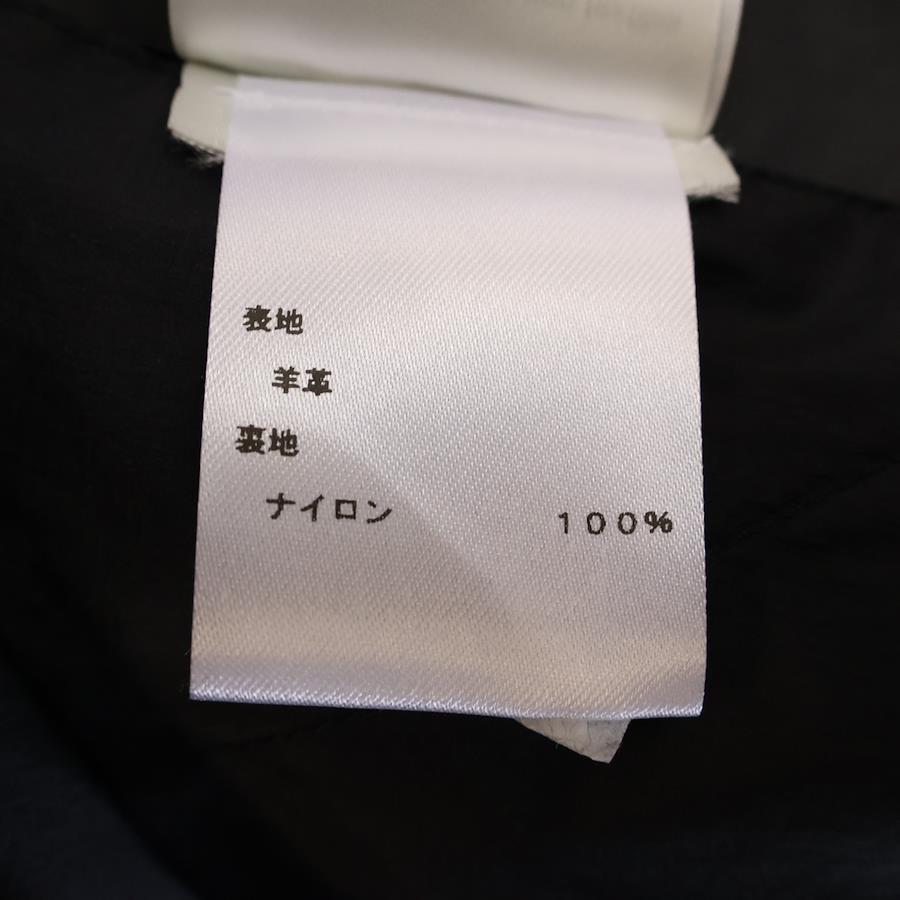 表地
羊革
裏地
ナイロン 100%